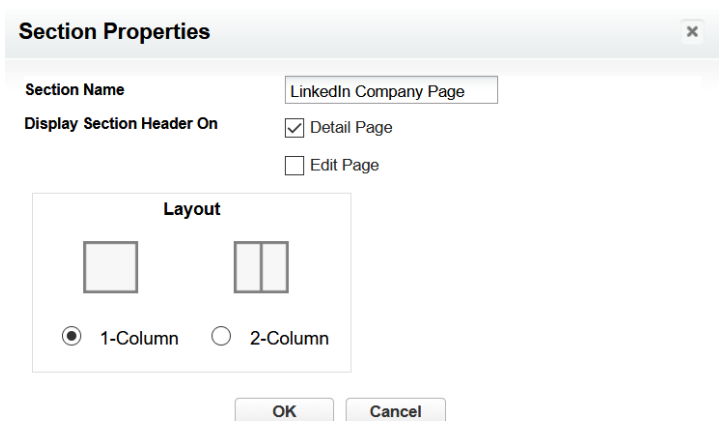 Section Properties
Section Name
LinkedIn Company Page
Display Section Header On
Detail Page
Edit Page
Layout
1-Column
2-Column
OK
Cancel